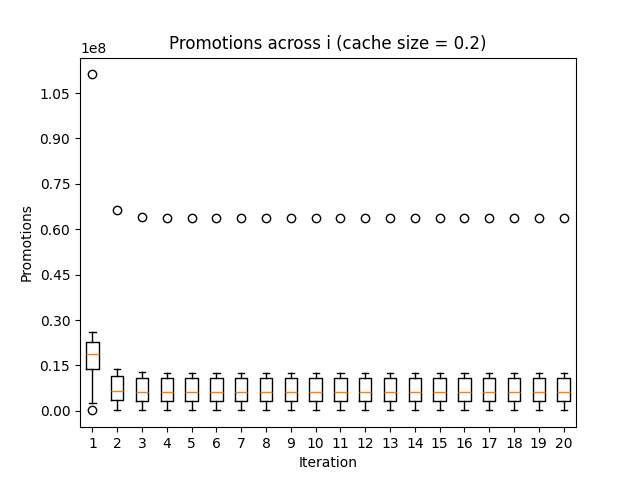 Promotions across i (cache size = 0.2)
1e8
1.05
0.90
0.75
0.60
0.45
0.30
0.15
0.00
Promotions
1 2 3 4 5 6 7 8 9 10 11 12 13 14 15 16 17 18 19 20
Iteration